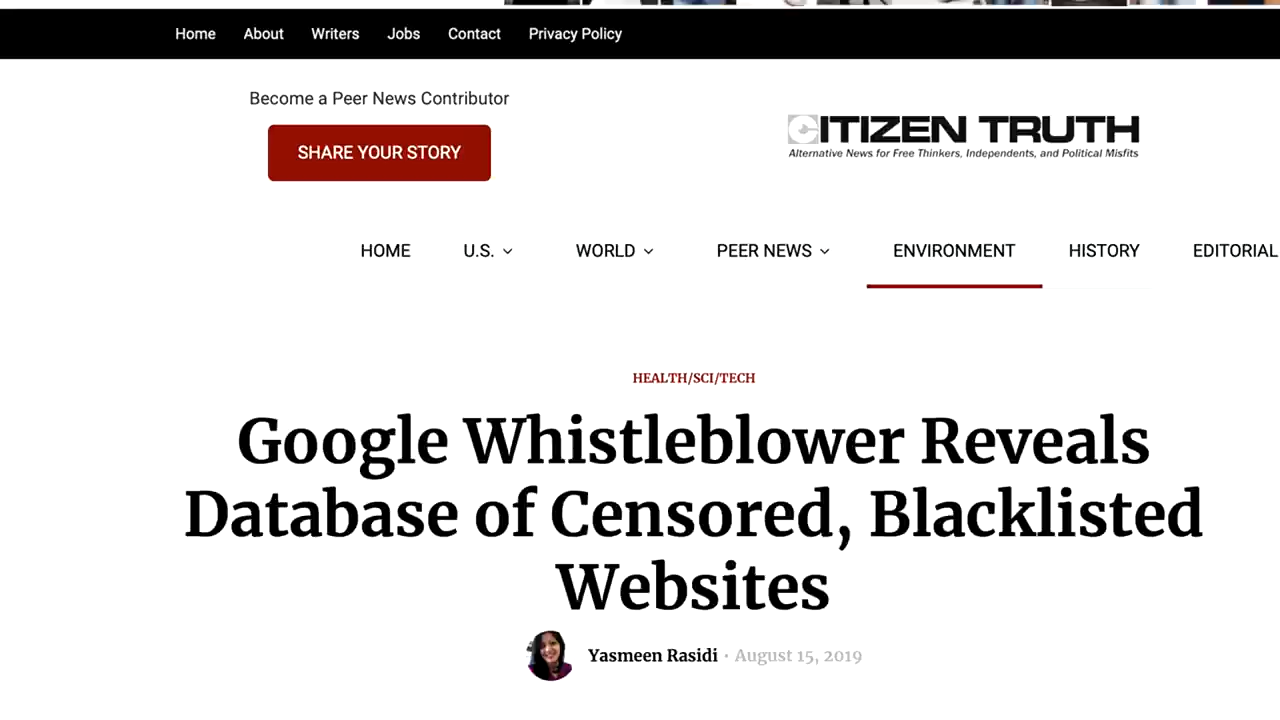 Home About Writers Jobs Contact Privacy Policy
Become a Peer News Contributor
SHARE YOUR STORY
CITIZEN TRUTH
Alternative News for Free Thinkers, Independents, and Political Misfits
HOME U.S. WORLD PEER NEWS ENVIRONMENT HISTORY EDITORIAL
HEALTH/SCI/TECH
Google Whistleblower Reveals
Database of Censored, Blacklisted
Websites
Yasmeen Rasidi · August 15, 2019